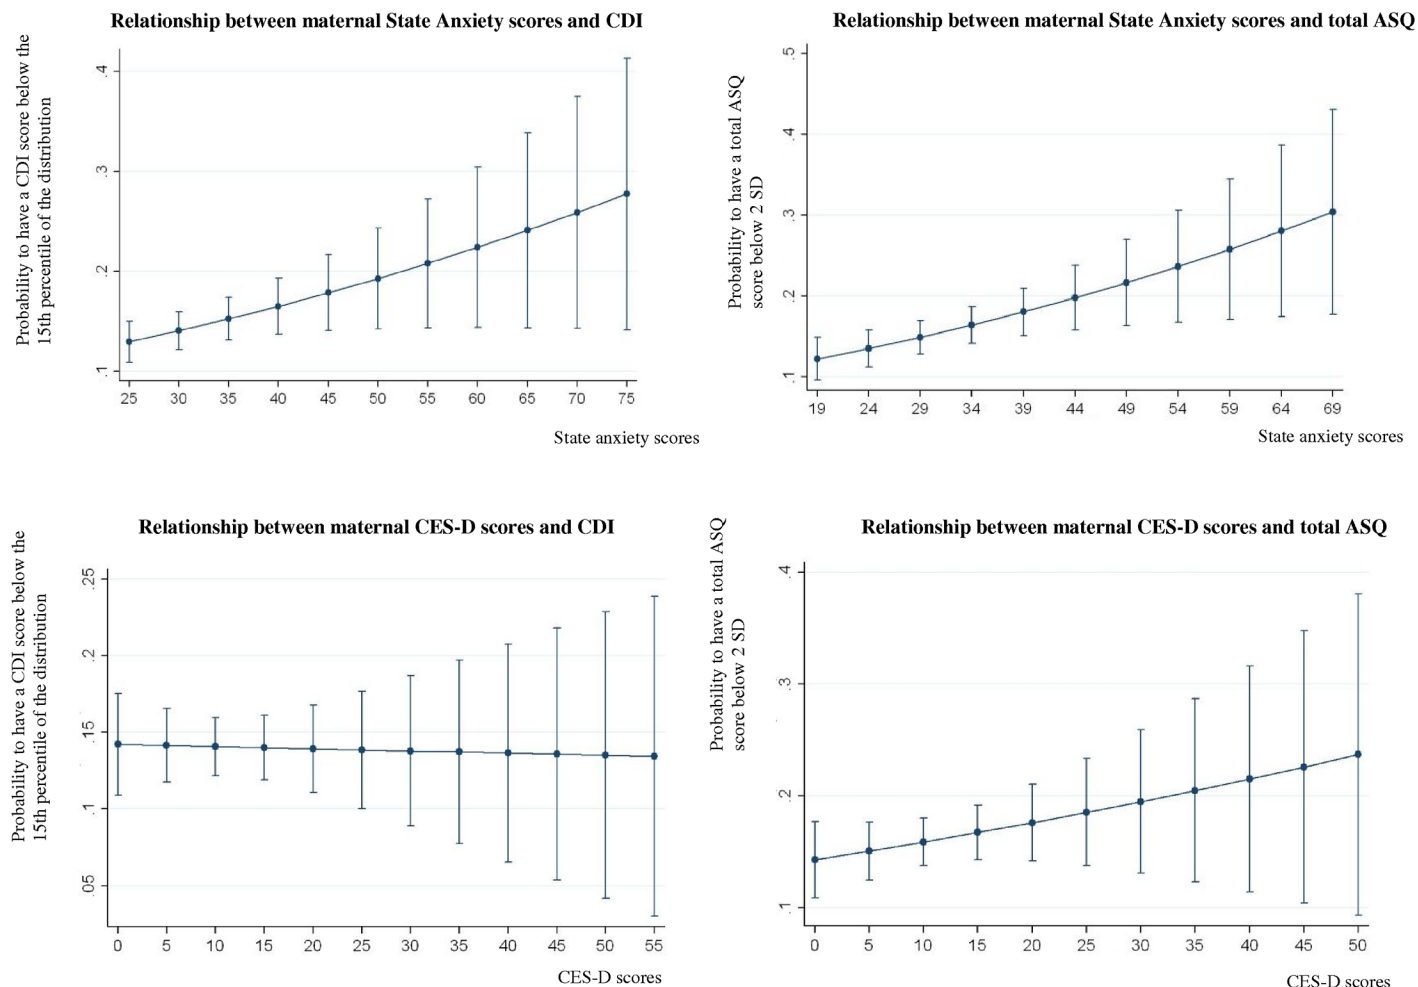 Relationship between maternal State Anxiety scores and CDI
Probability to have a CDI score below the
15th percentile of the distribution
.4
.3
.2
.1
25 30 35 40 45 50 55 60 65 70 75
State anxiety scores
Relationship between maternal State Anxiety scores and total ASQ
Probability to have a total ASQ
score below 2 SD
.5
.4
.3
.2
.1
19 24 29 34 39 44 49 54 59 64 69
State anxiety scores
Relationship between maternal CES-D scores and CDI
Probability to have a CDI score below the
15th percentile of the distribution
.25
.2
.15
.1
.05
0 5 10 15 20 25 30 35 40 45 50 55
CES-D scores
Relationship between maternal CES-D scores and total ASQ
Probability to have a total ASQ
score below 2 SD
.4
.3
.2
.1
0 5 10 15 20 25 30 35 40 45 50
CES-D scores